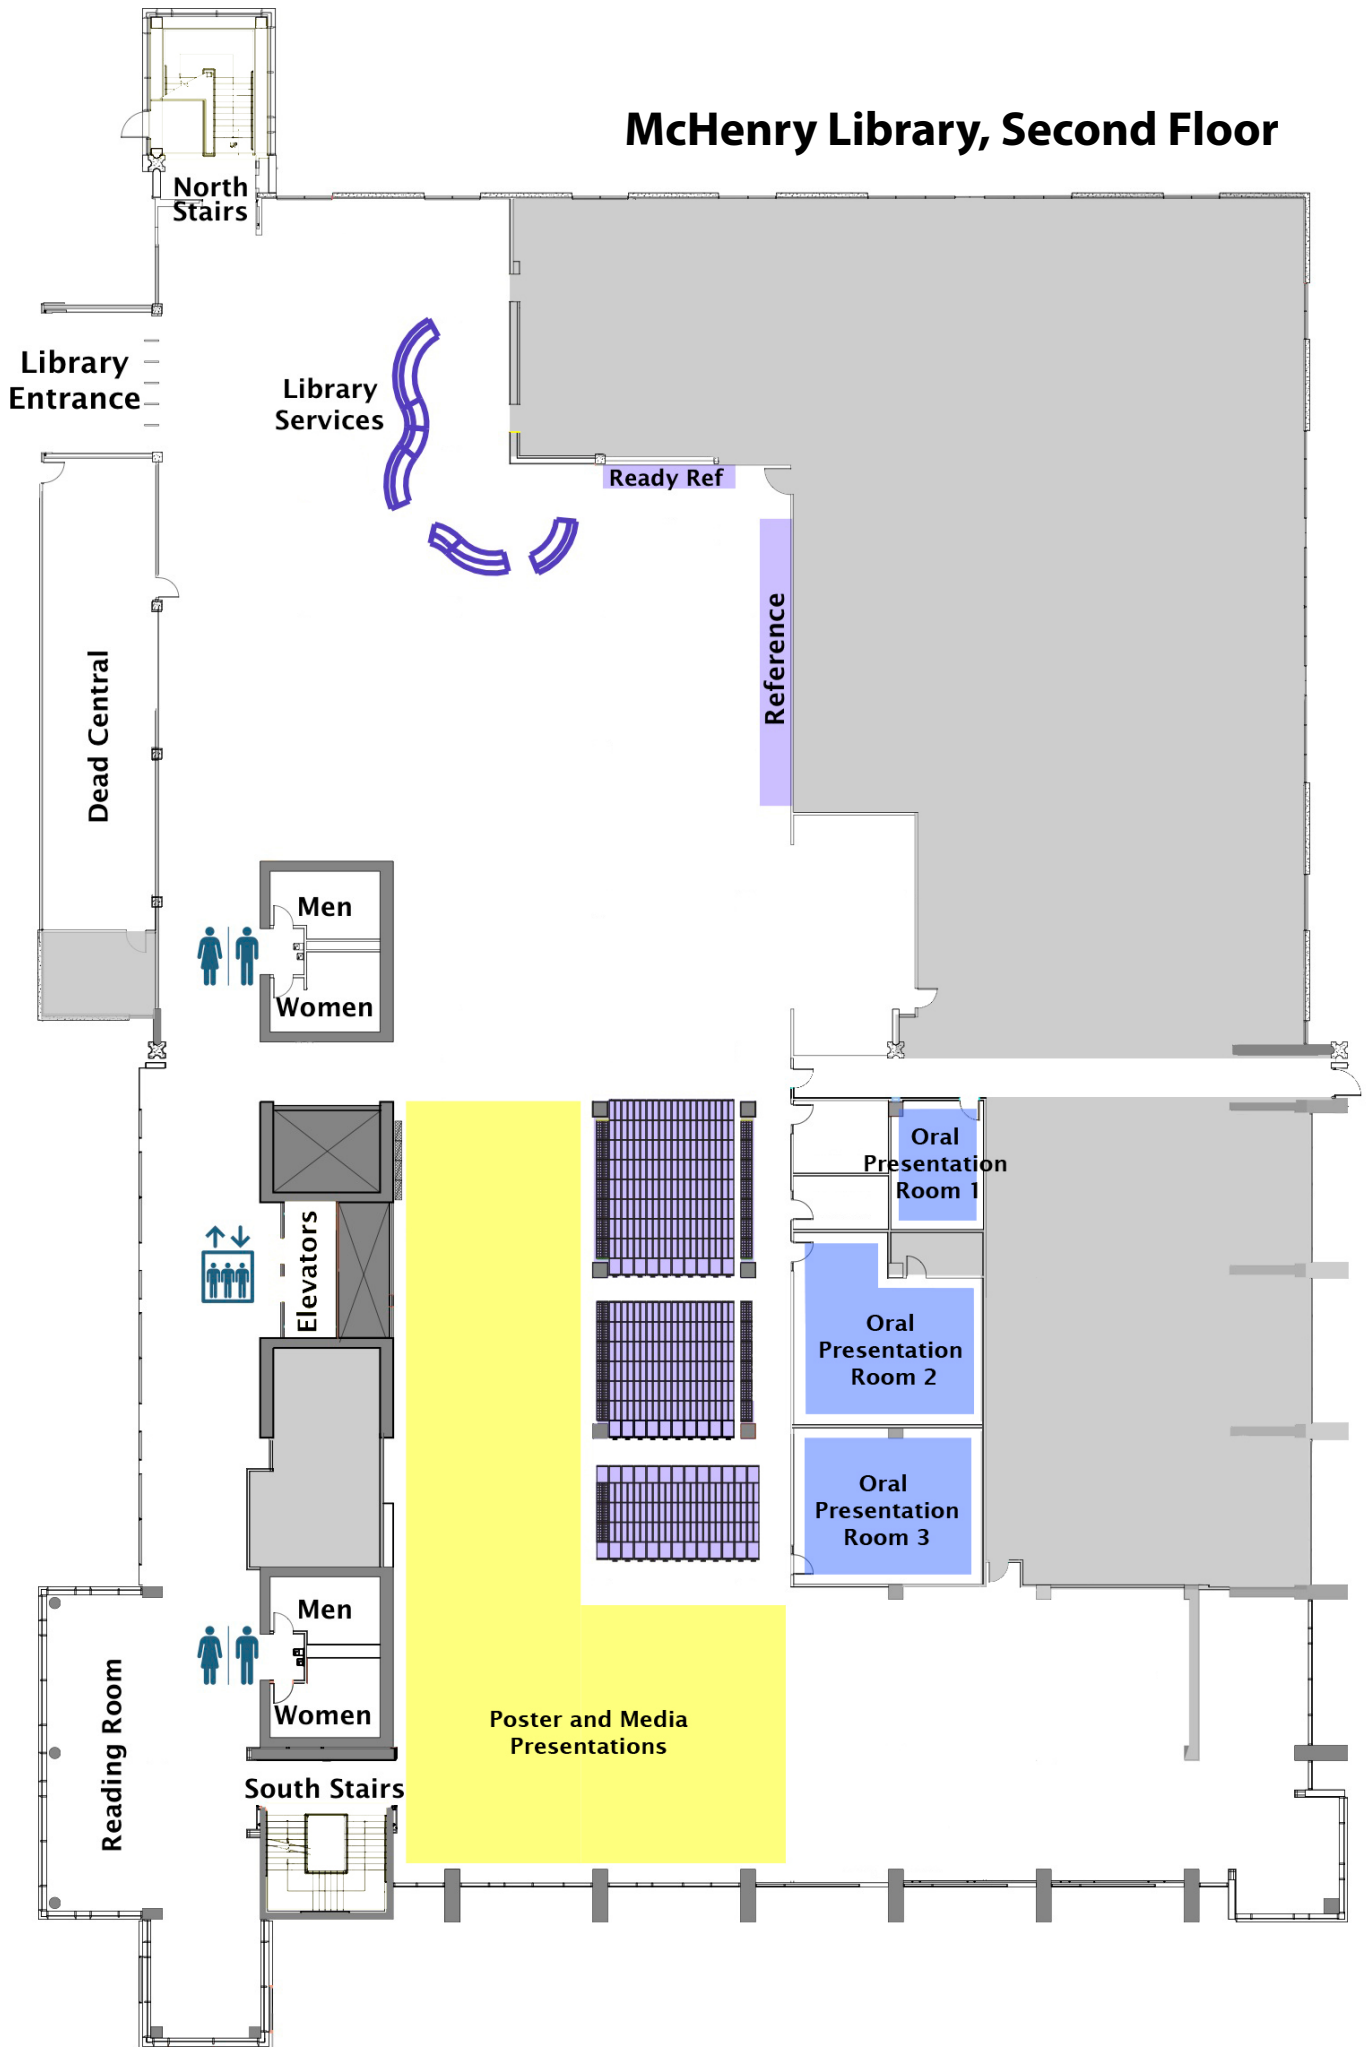 McHenry Library, Second Floor
North
Stairs
Library
Entrance
Library
Services
Ready Ref
Reference
Dead Central
Men
Women
Elevators
Oral
Presentation
Room 1
Oral
Presentation
Room 2
Oral
Presentation
Room 3
Men
Women
Reading Room
Poster and Media
Presentations
South Stairs